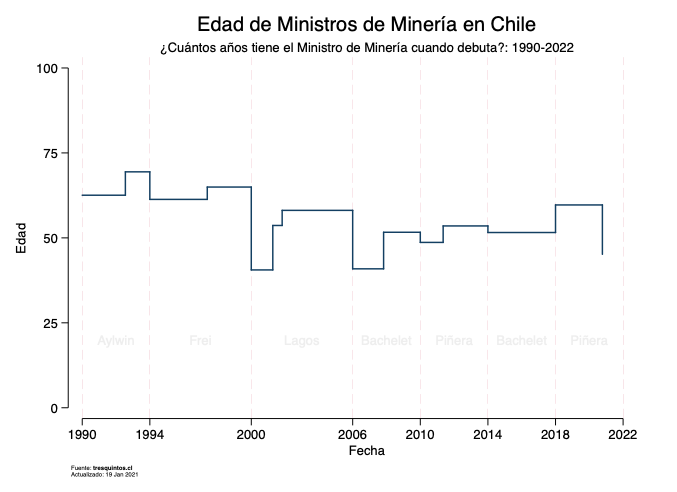 Edad de Ministros de Minería en Chile
¿Cuántos años tiene el Ministro de Minería cuando debuta?: 1990-2022
100
75
50
25
0
Edad
Aylwin Frei Lagos Bachelet Piñera Bachelet Piñera
1990 1994 2000 2006 2010 2014 2018 2022
Fecha
Fuente: tresquintos.cl
Actualizado: 19 Jan 2021